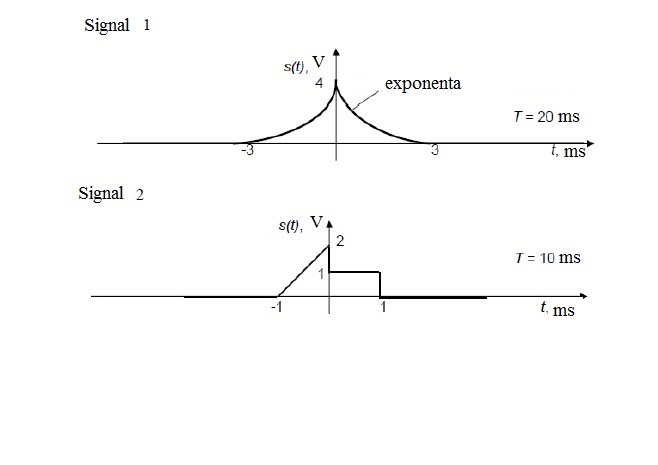 Signal 1
s(t), V
4
exponenta
T = 20 ms
-3
3
t, ms
Signal 2
s(t), V
2
T = 10 ms
1
-1
1
t, ms